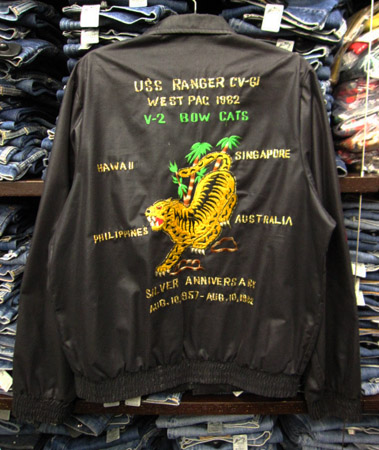 USS RANGER CV-61
WEST PAC 1982
V-2 BOW CATS
HAWAII
SINGAPORE
PHILIPPINES
AUSTRALIA
SILVER ANNIVERSARY
AUG. 10, 1957 - AUG. 10, 1982